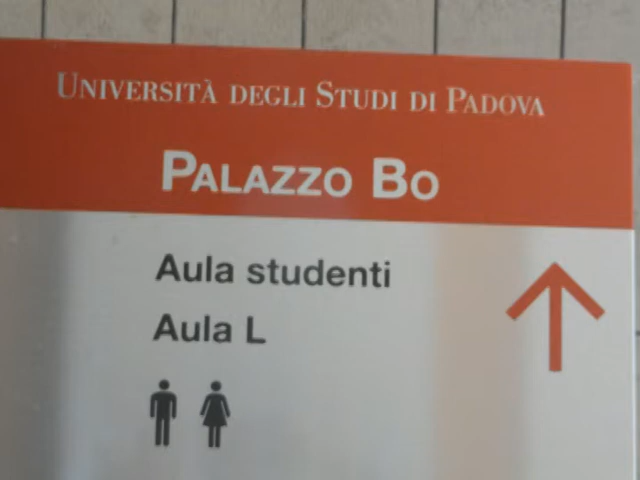 Università degli Studi di Padova
Palazzo Bo
Aula studenti
Aula L